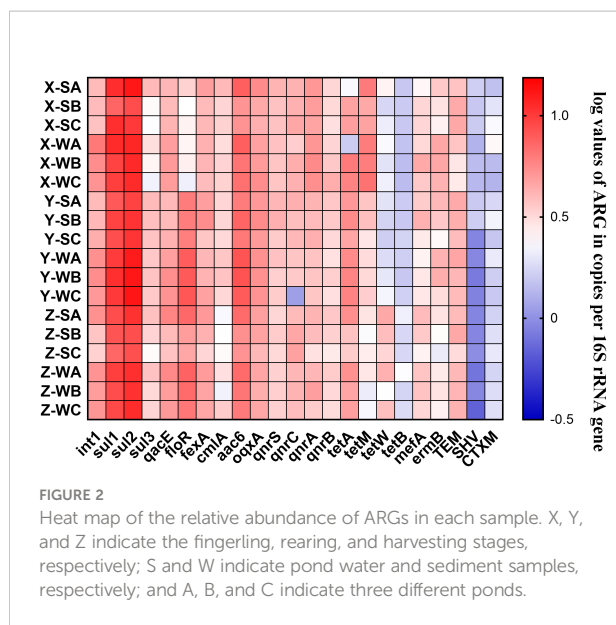 X-SA
X-SB
X-SC
X-WA
X-WB
X-WC
Y-SA
Y-SB
Y-SC
Y-WA
Y-WB
Y-WC
Z-SA
Z-SB
Z-SC
Z-WA
Z-WB
Z-WC
int1 sul1 sul2 sul3 qacE floR fexA cmlA aac6 oqxA qnrS qnrC qnrA qnrB tetA tetM tetW tetB mefA ermB TEM SHV CTXM
1.0
0.5
0
-0.5
log values of ARG in copies per 16S rRNA gene
FIGURE 2
Heat map of the relative abundance of ARGs in each sample. X, Y,
and Z indicate the fingerling, rearing, and harvesting stages,
respectively; S and W indicate pond water and sediment samples,
respectively; and A, B, and C indicate three different ponds.